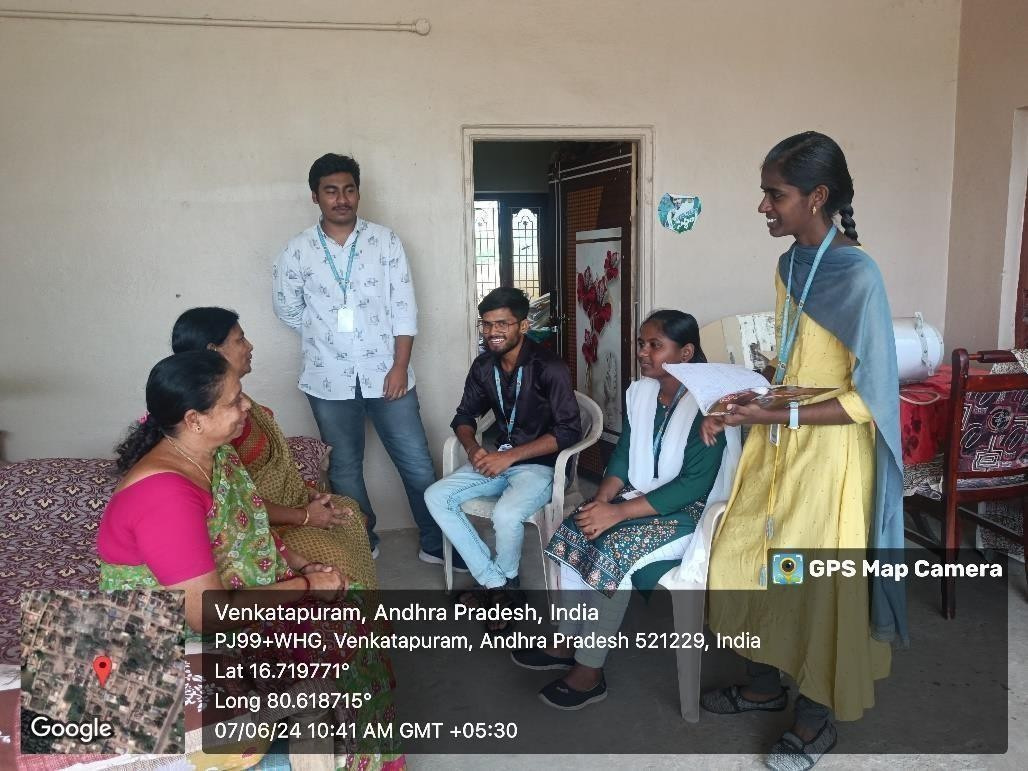 GPS Map Camera
Venkatapuram, Andhra Pradesh, India
PJ99+WHG, Venkatapuram, Andhra Pradesh 521229, India
Lat 16.719771°
Long 80.618715°
07/06/24 10:41 AM GMT +05:30
Google